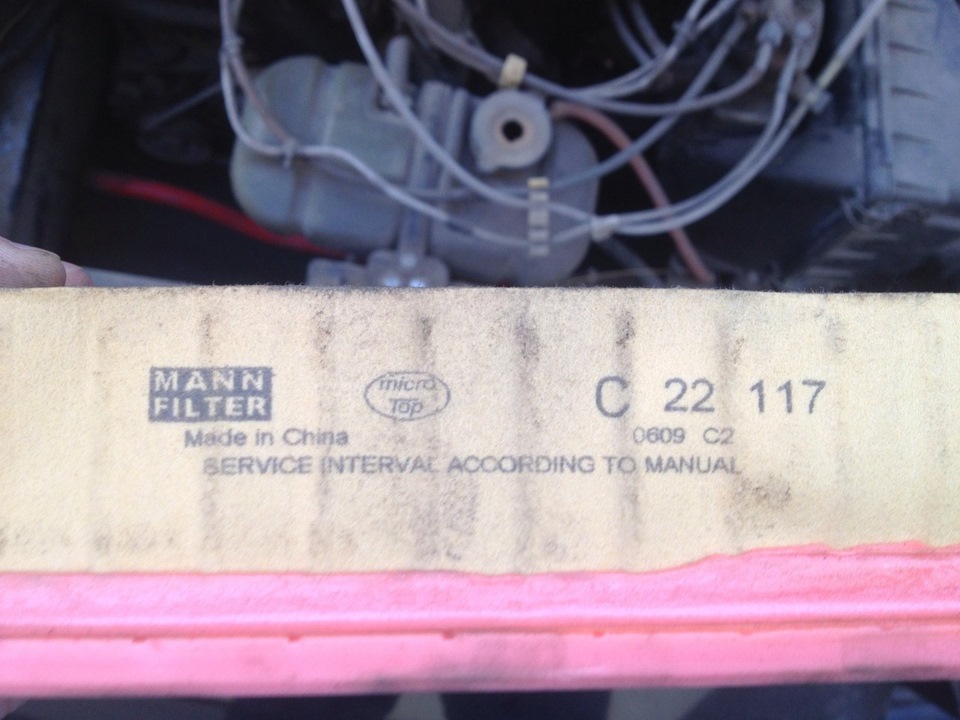 MANN
FILTER
Made in China
micro
Top
C 22 117
0609 C2
SERVICE INTERVAL ACCORDING TO MANUAL